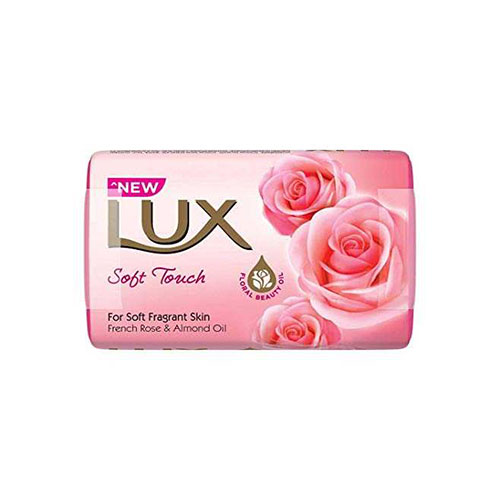 ^NEW
LUX
Soft Touch
FLORAL BEAUTY OIL
For Soft Fragrant Skin
French Rose & Almond Oil